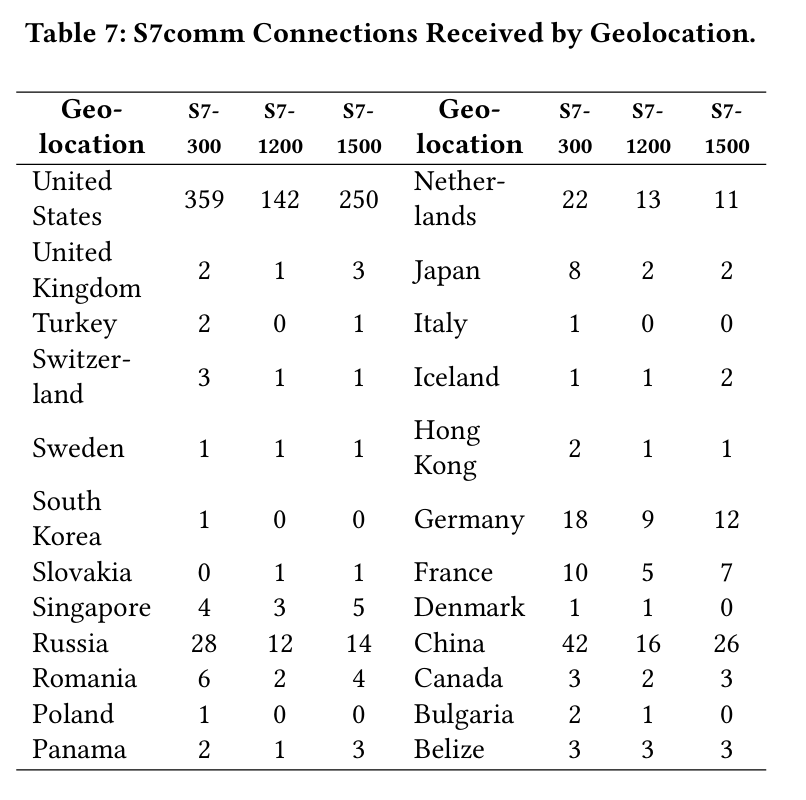 Table 7: S7comm Connections Received by Geolocation.
Geo-location S7-300 S7-1200 S7-1500 Geo-location S7-300 S7-1200 S7-1500
United States 359 142 250 Nether-lands 22 13 11
United Kingdom 2 1 3 Japan 8 2 2
Turkey 2 0 1 Italy 1 0 0
Switzer-land 3 1 1 Iceland 1 1 2
Sweden 1 1 1 Hong Kong 2 1 1
South Korea 1 0 0 Germany 18 9 12
Slovakia 0 1 1 France 10 5 7
Singapore 4 3 5 Denmark 1 1 0
Russia 28 12 14 China 42 16 26
Romania 6 2 4 Canada 3 2 3
Poland 1 0 0 Bulgaria 2 1 0
Panama 2 1 3 Belize 3 3 3